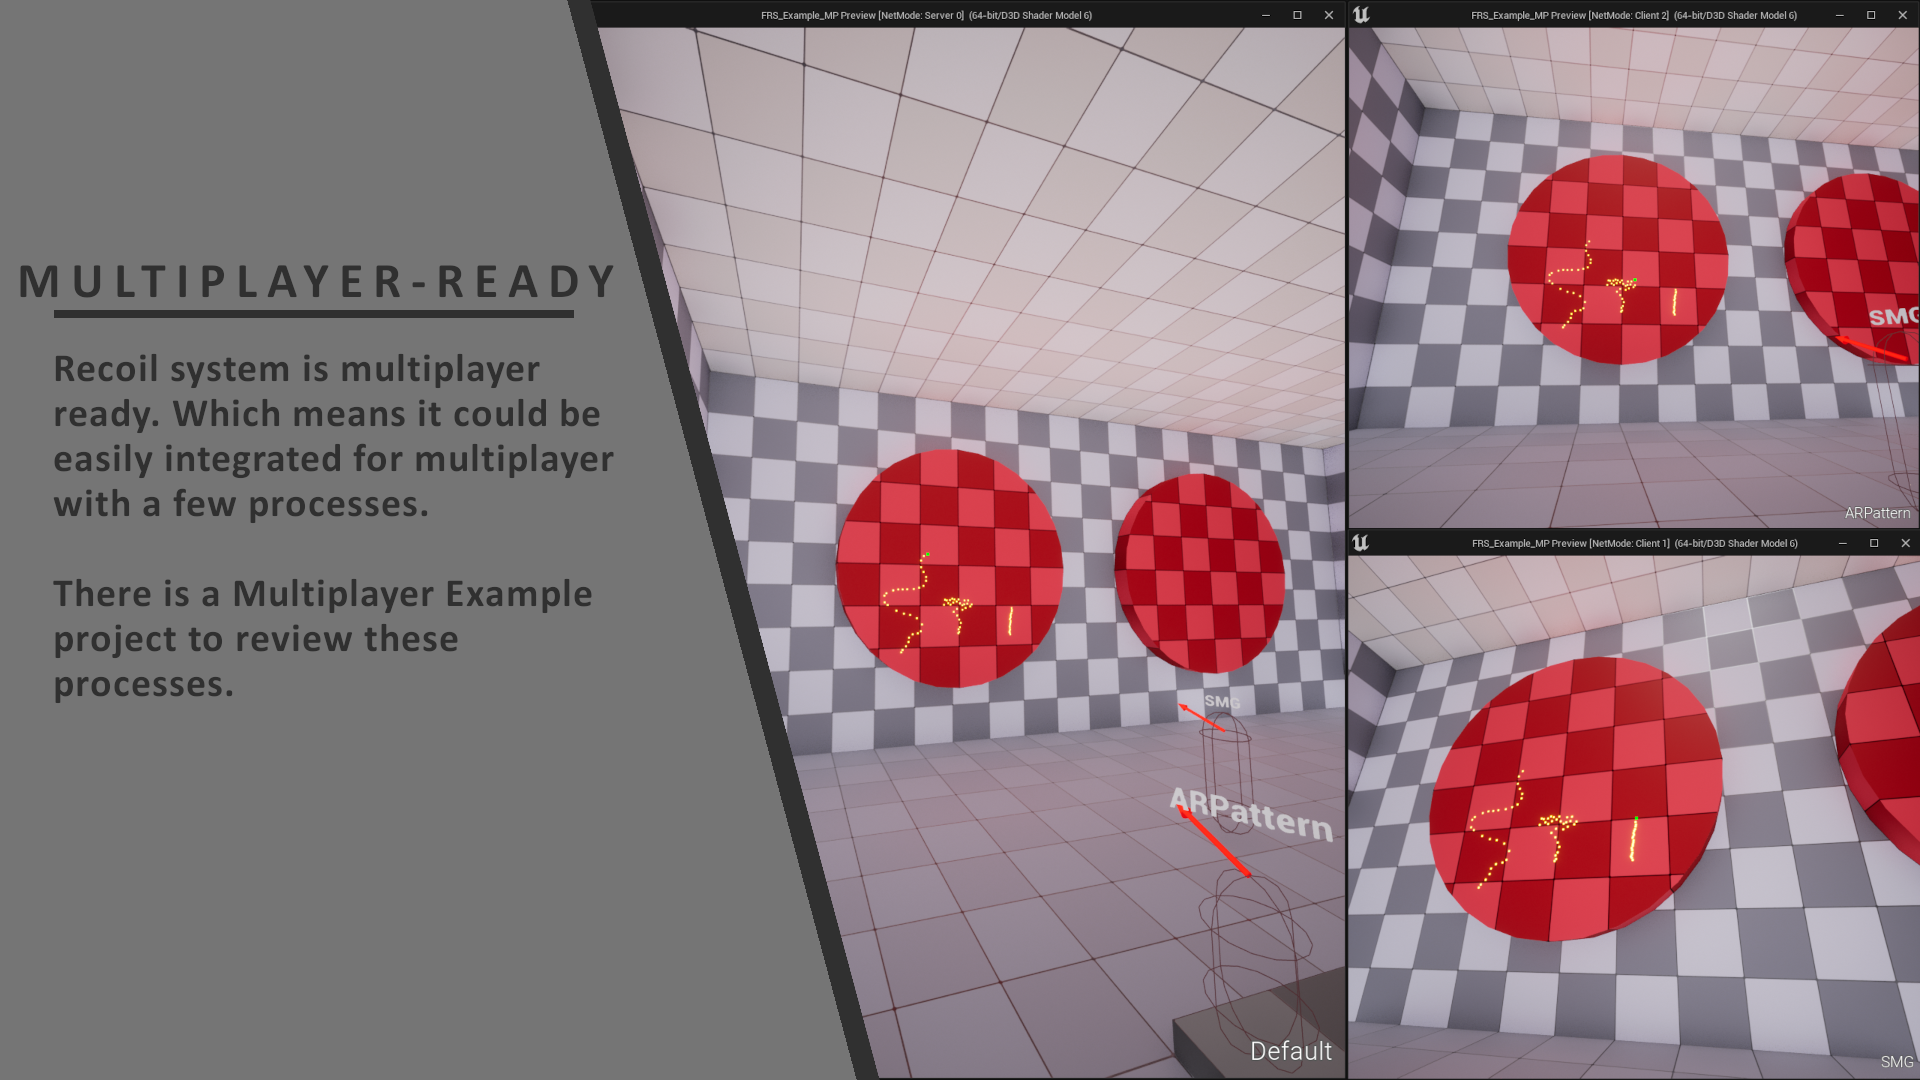 MULTIPLAYER-READY
Recoil system is multiplayer
ready. Which means it could be
easily integrated for multiplayer
with a few processes.
There is a Multiplayer Example
project to review these
processes.
FRS_Example_MP Preview [NetMode: Server 0] (64-bit/D3D Shader Model 6)
SMG
ARPattern
Default
FRS_Example_MP Preview [NetMode: Client 2] (64-bit/D3D Shader Model 6)
SMG
ARPattern
FRS_Example_MP Preview [NetMode: Client 1] (64-bit/D3D Shader Model 6)
SMG